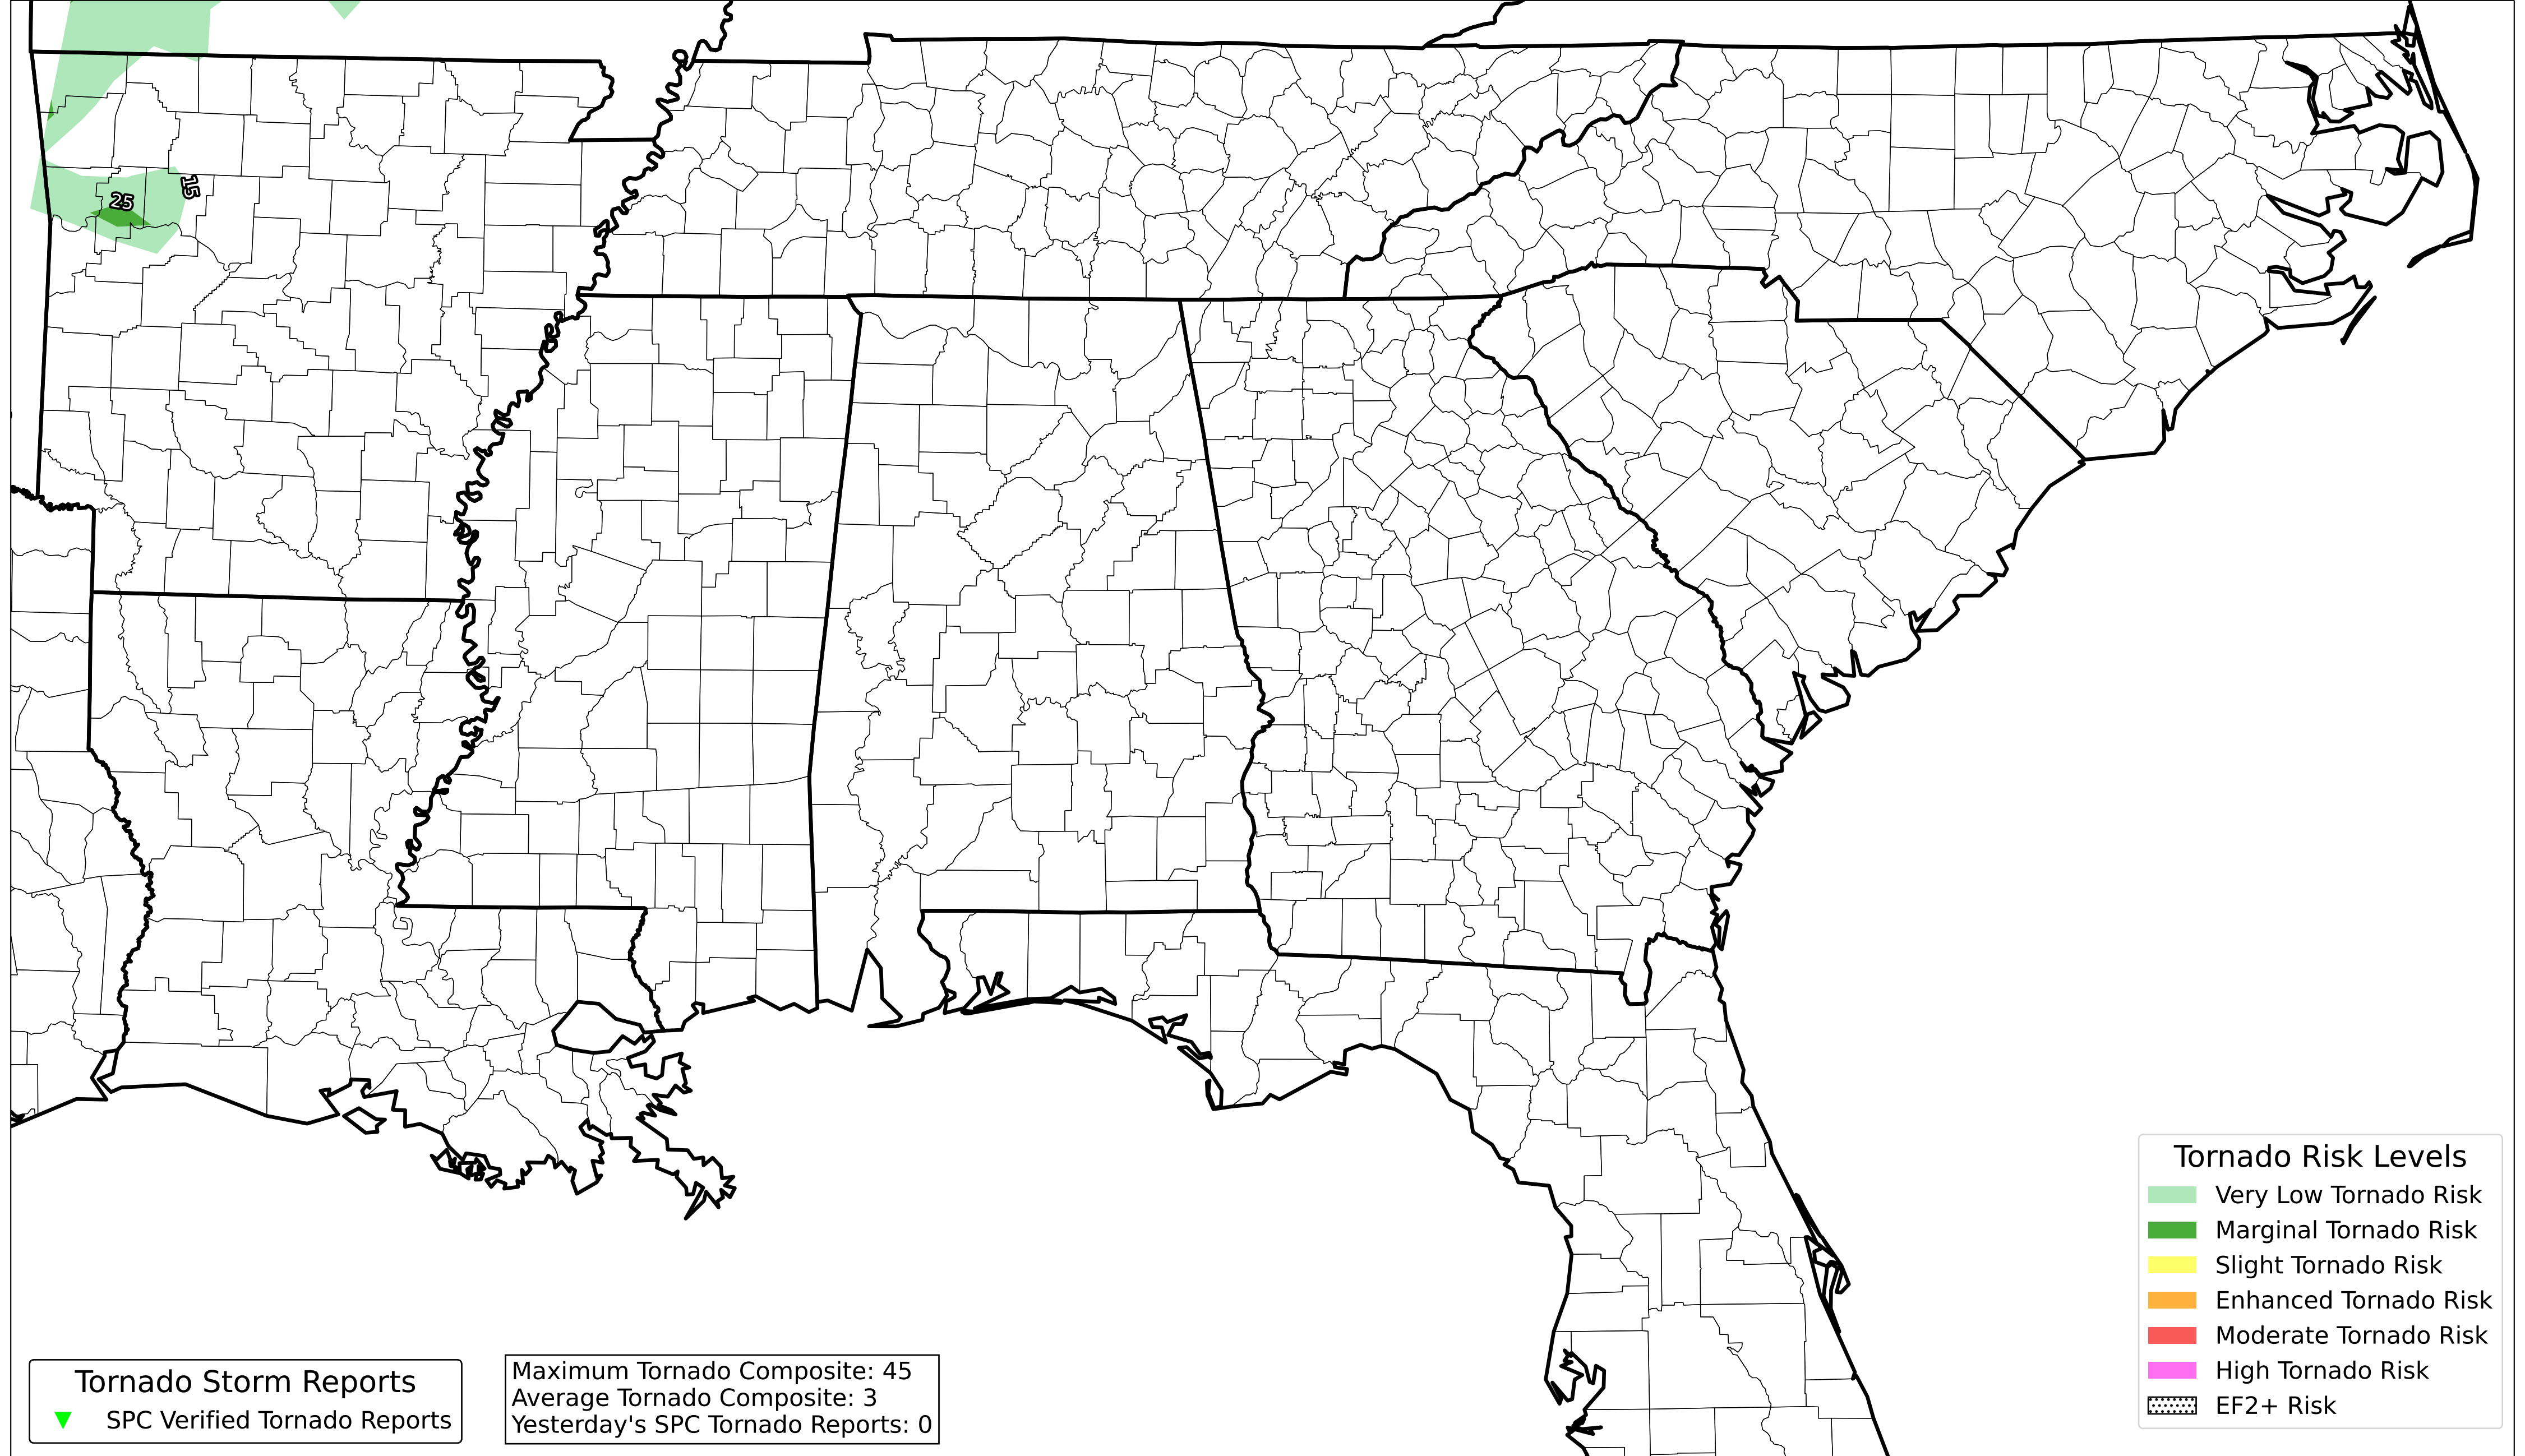 15
25
Tornado Risk Levels
Very Low Tornado Risk
Marginal Tornado Risk
Slight Tornado Risk
Enhanced Tornado Risk
Moderate Tornado Risk
High Tornado Risk
EF2+ Risk
Tornado Storm Reports
SPC Verified Tornado Reports
Maximum Tornado Composite: 45
Average Tornado Composite: 3
Yesterday's SPC Tornado Reports: 0